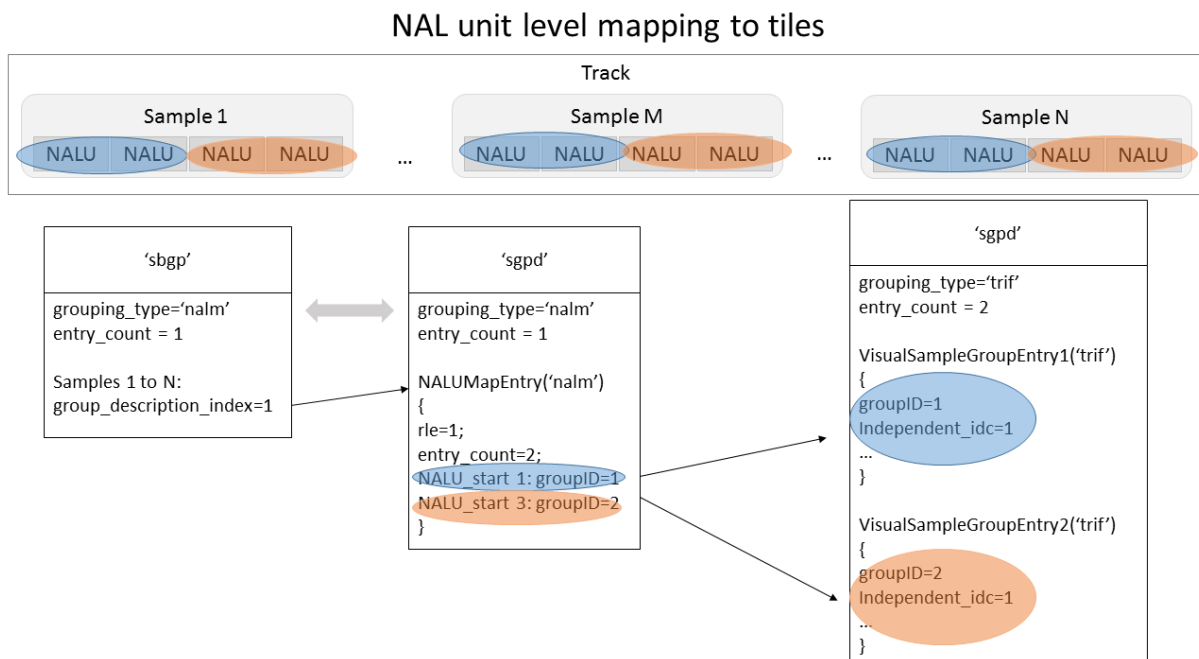 NAL unit level mapping to tiles
Track
Sample 1
NALU NALU NALU NALU
...
Sample M
NALU NALU NALU NALU
...
Sample N
NALU NALU NALU NALU
‘sbgp’
grouping_type=‘nalm’
entry_count = 1
Samples 1 to N:
group_description_index=1
‘sgpd’
grouping_type=‘nalm’
entry_count = 1
NALUMapEntry(‘nalm’)
{
rle=1;
entry_count=2;
NALU_start 1: groupID=1
NALU_start 3: groupID=2
}
‘sgpd’
grouping_type=‘trif’
entry_count = 2
VisualSampleGroupEntry1(‘trif’)
{
groupID=1
Independent_idc=1
...
}
VisualSampleGroupEntry2(‘trif’)
{
groupID=2
Independent_idc=1
...
}